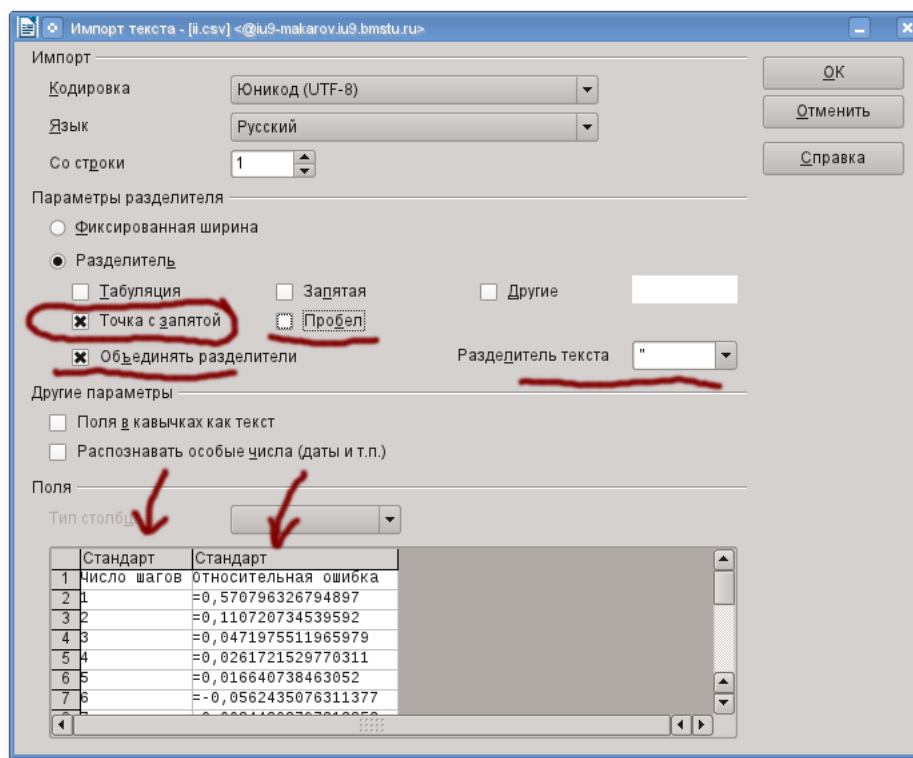 Импорт текста - [ii.csv] <@iu9-makarov.iu9.bmstu.ru>
Импорт
OK
Кодировка
Юникод (UTF-8)
Отменить
Язык
Русский
Со строки
1
Справка
Параметры разделителя
Фиксированная ширина
Разделитель
Табуляция
Запятая
Другие
Точка с запятой
Пробел
Объединять разделители
Разделитель текста
"
Другие параметры
Поля в кавычках как текст
Распознавать особые числа (даты и т.п.)
Поля
Тип
Стандарт Стандарт
1 Число шагов Относительная ошибка
2 1 =0,570796326794897
3 2 =0,110720734539592
4 3 =0,0471975511965979
5 4 =0,0261721529770311
6 5 =0,016640738463052
7 6 =-0,0562435076311377